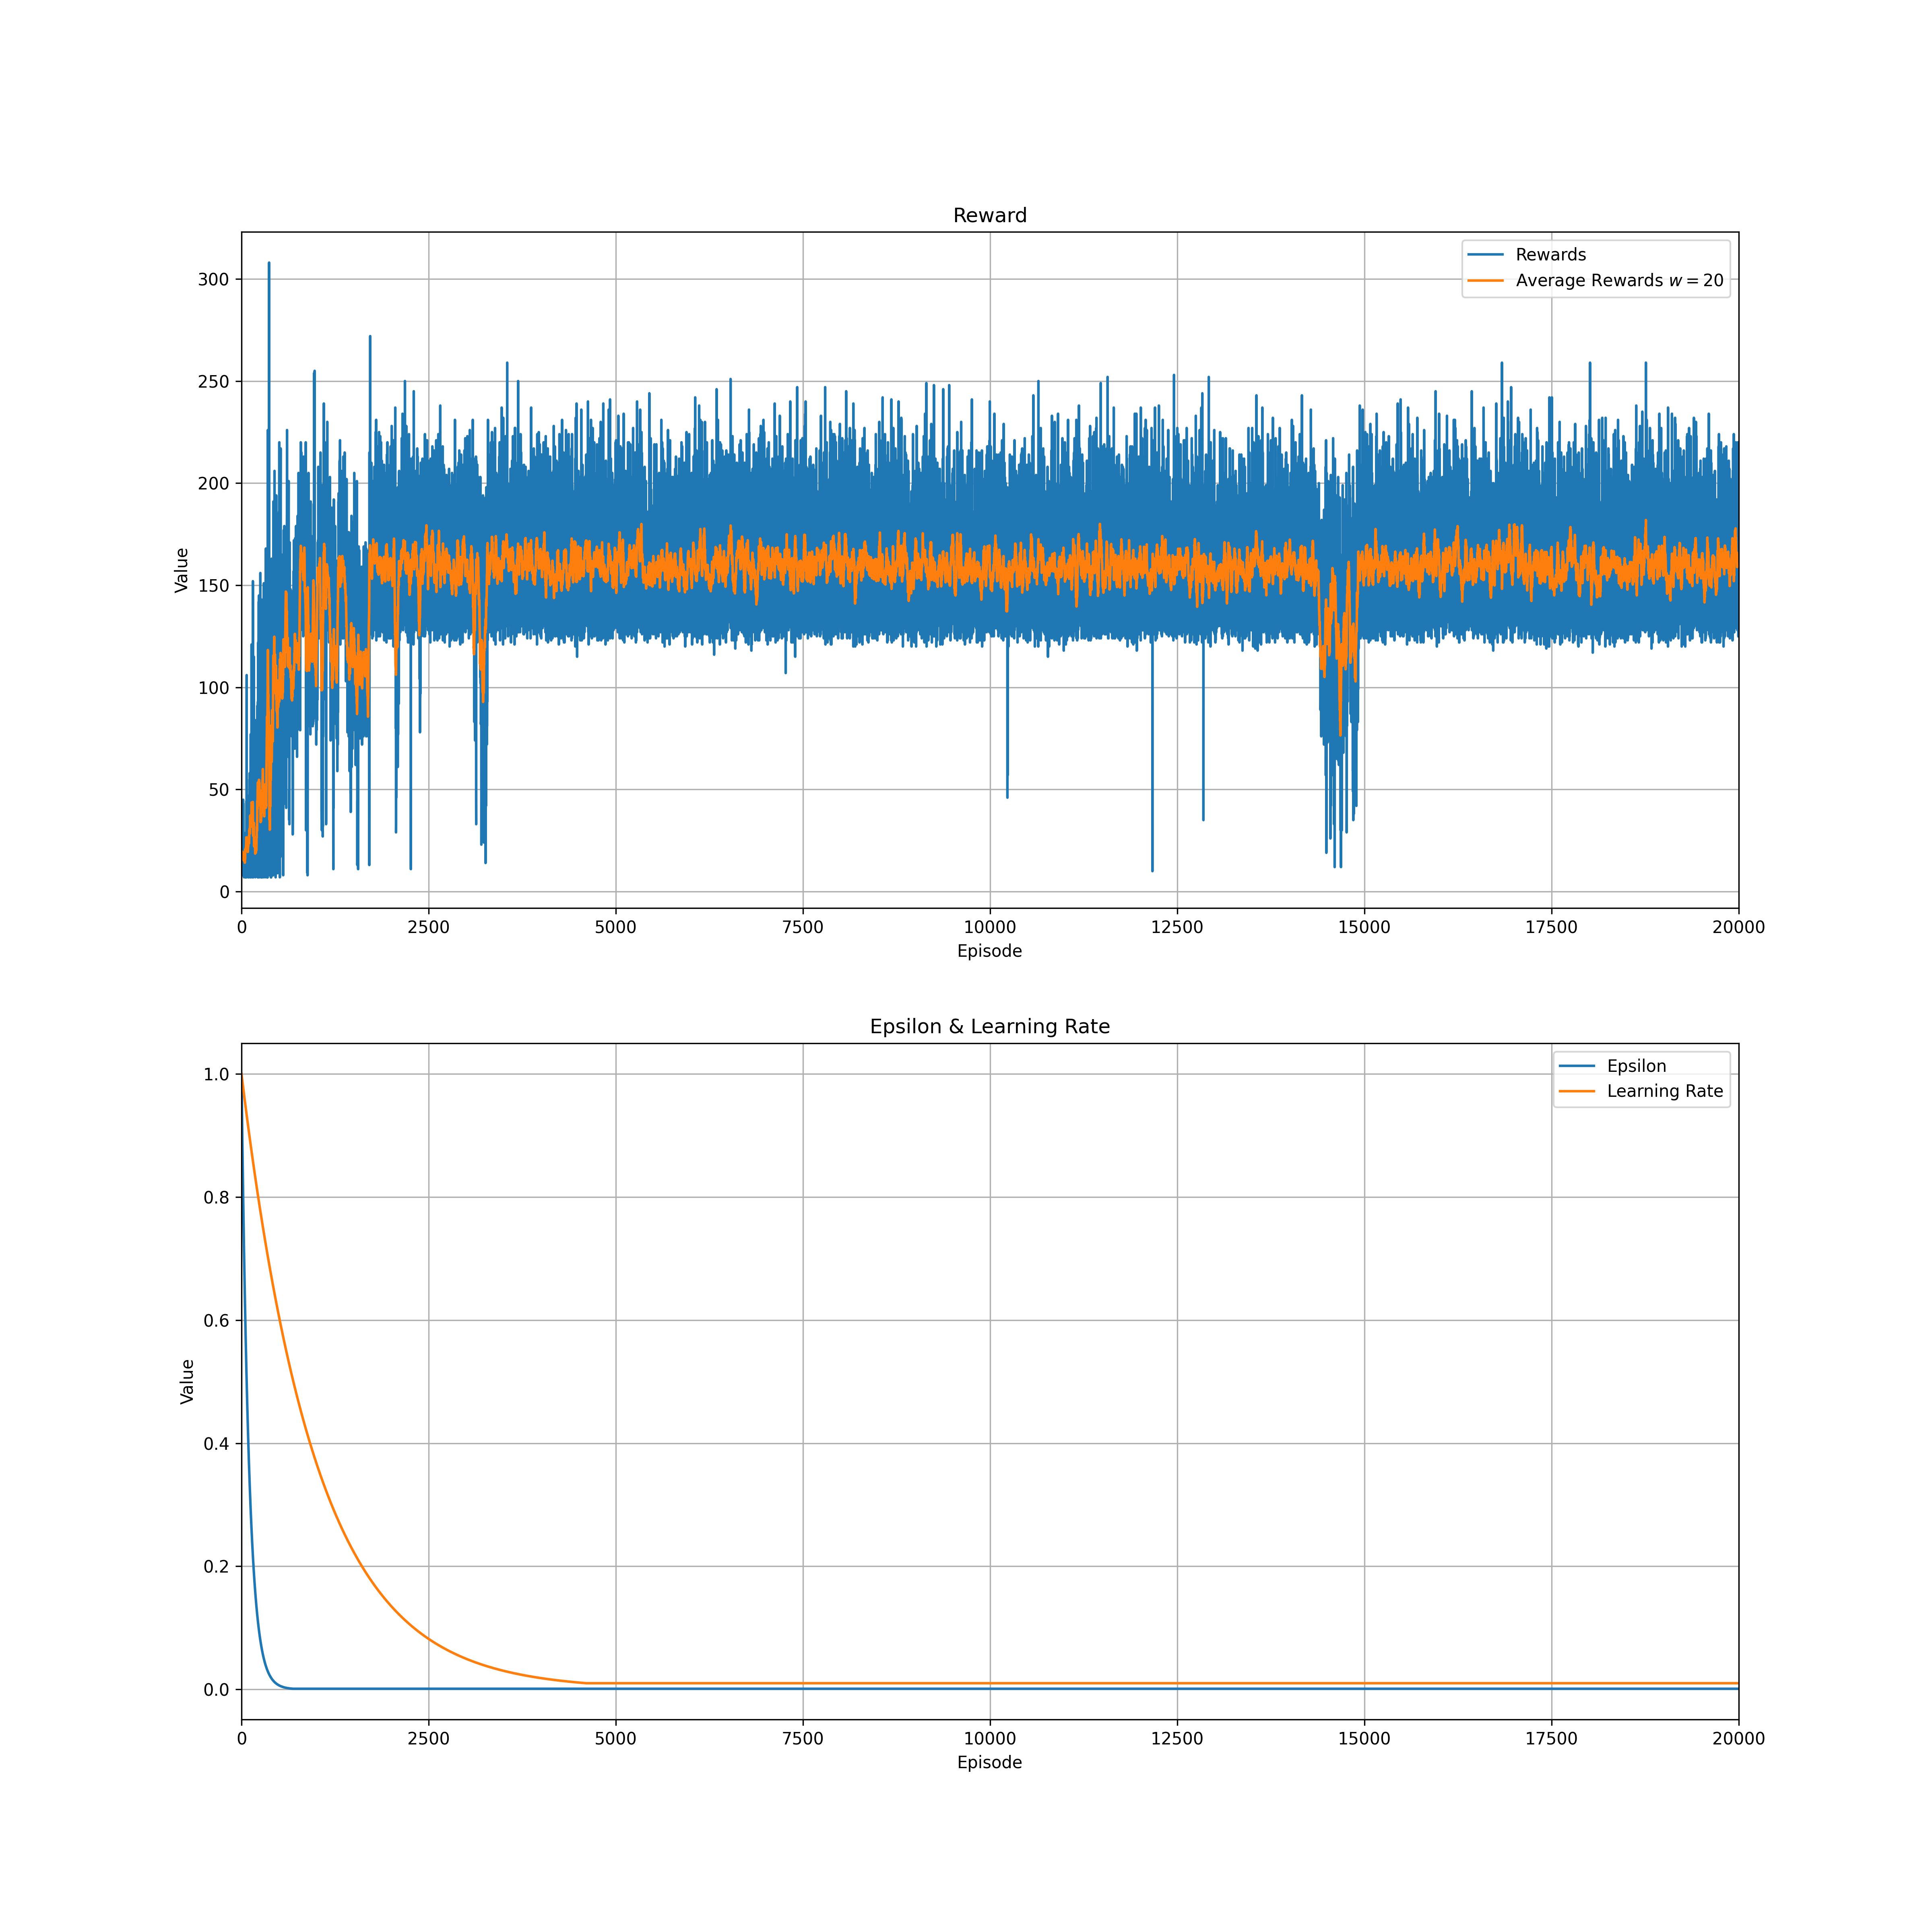 Reward
Rewards
Average Rewards w = 20
300
250
200
150
100
50
0
Value
0 2500 5000 7500 10000 12500 15000 17500 20000
Episode
Epsilon & Learning Rate
Epsilon
Learning Rate
1.0
0.8
0.6
0.4
0.2
0.0
Value
0 2500 5000 7500 10000 12500 15000 17500 20000
Episode